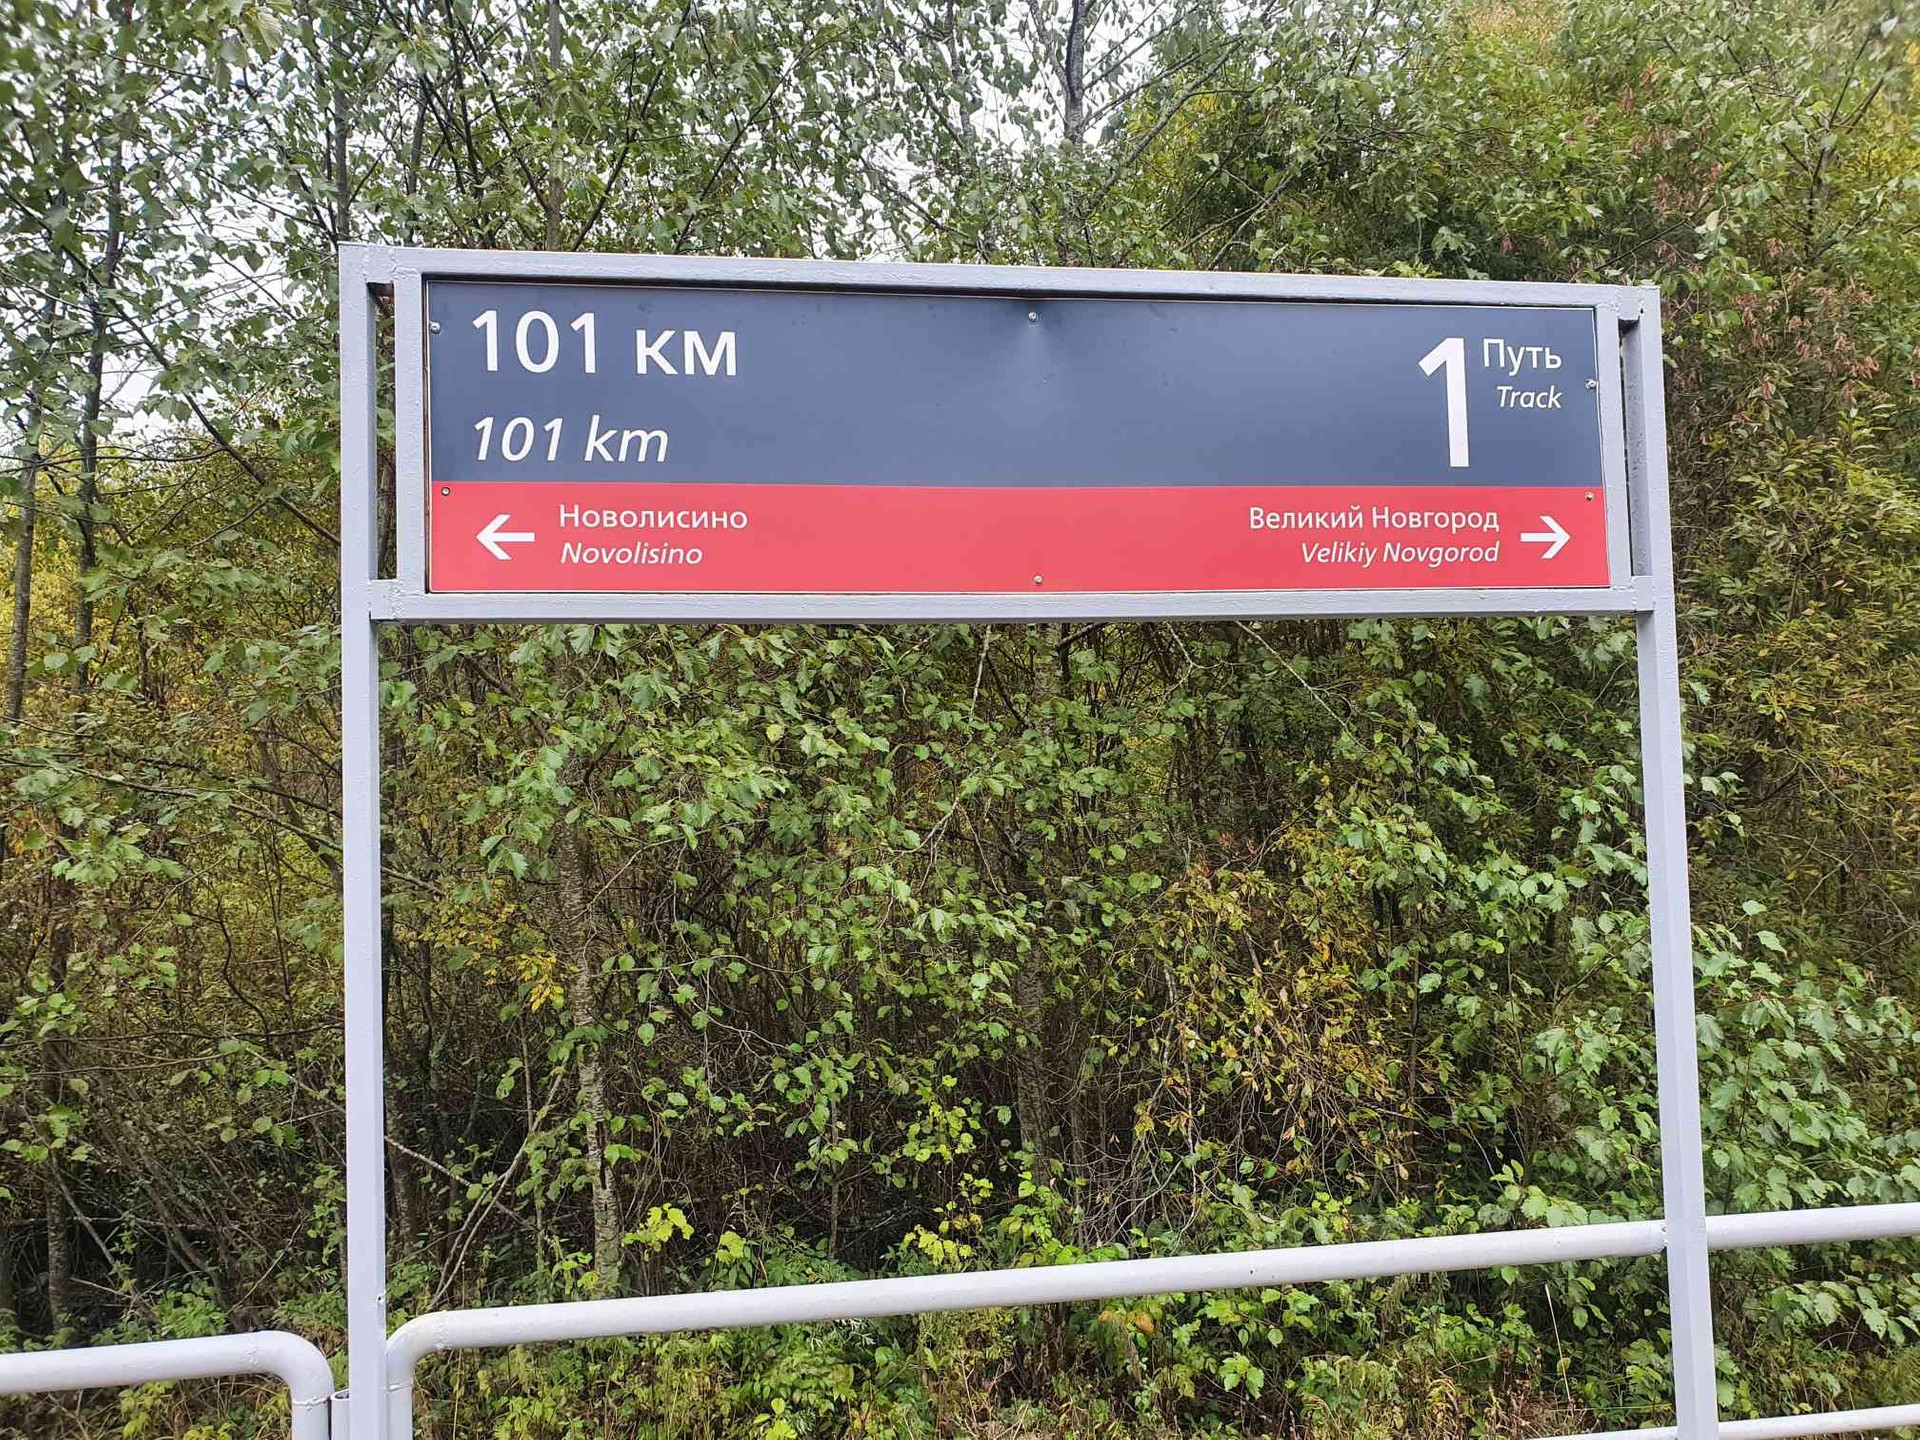 101 км
101 km
1 Путь
Track
← Новолисино
Novolisino
Великий Новгород →
Velikiy Novgorod